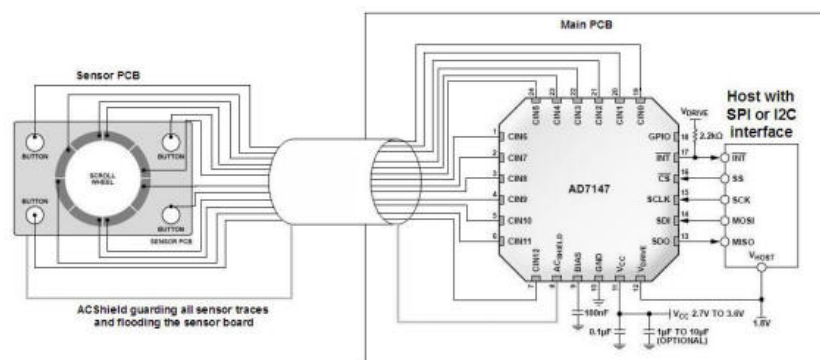 Main PCB
Sensor PCB
BUTTON
BUTTON
SCROLL
WHEEL
BUTTON
BUTTON
SENSOR PCB
ACShield guarding all sensor traces
and flooding the sensor board
24 23 22 21 20 19
CIN5 CIN4 CIN3 CIN2 CIN1 CIN0
1 CIN6
2 CIN7
3 CIN8
4 CIN9
5 CIN10
6 CIN11
AD7147
GPIO 18
INT 17
CS 16
SCLK 15
SDI 14
SDO 13
CIN12 ACSHIELD BIAS GND VCC VDRIVE
7 8 9 10 11 12
VDRIVE
2.2kΩ
Host with
SPI or I2C
interface
INT
SS
SCK
MOSI
MISO
VHOST
1.8V
100nF
0.1µF
VCC 2.7V TO 3.6V
1µF TO 10µF
(OPTIONAL)